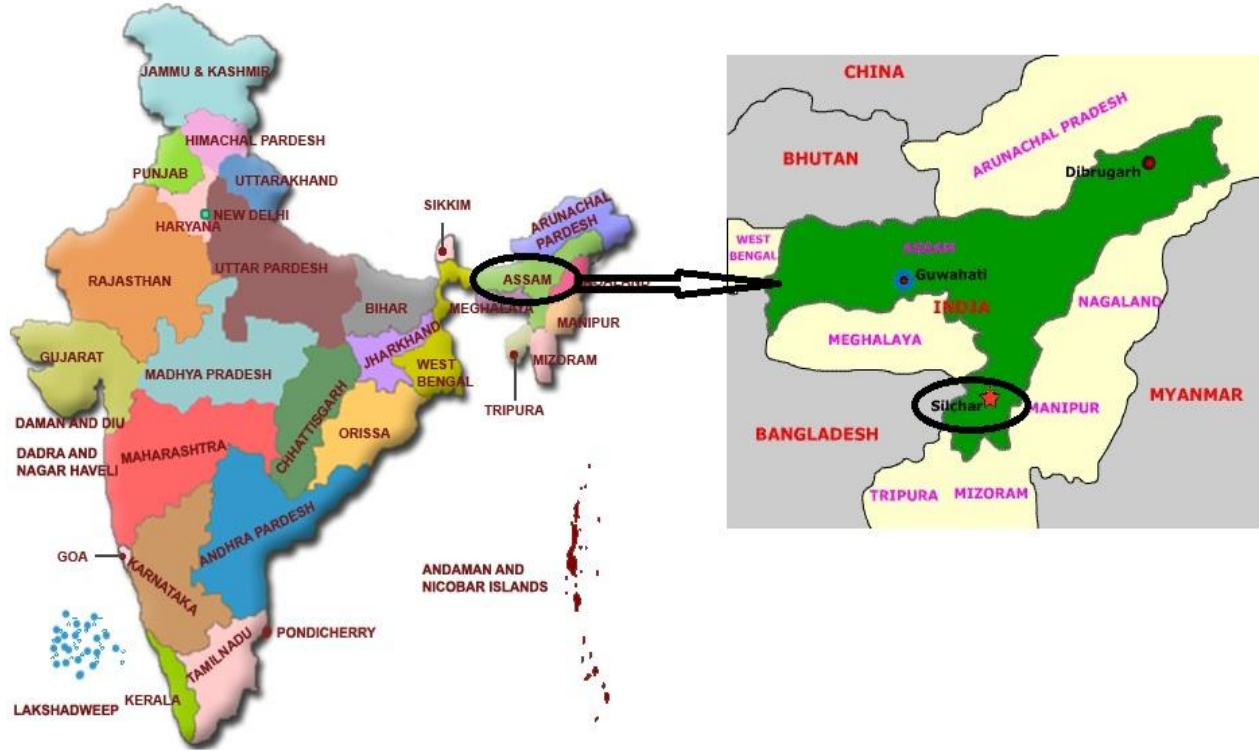 JAMMU & KASHMIR
HIMACHAL PARDESH
PUNJAB
UTTARAKHAND
HARYANA
NEW DELHI
RAJASTHAN
UTTAR PARDESH
SIKKIM
ARUNACHAL
PARDESH
ASSAM
NAGALAND
BIHAR
MEGHALAYA
MANIPUR
GUJARAT
MADHYA PRADESH
JHARKHAND
WEST
BENGAL
MIZORAM
TRIPURA
DAMAN AND DIU
DADRA AND
NAGAR HAVELI
MAHARASHTRA
CHHATTISGARH
ORISSA
ANDHRA PARDESH
GOA
KARNATAKA
ANDAMAN AND
NICOBAR ISLANDS
PONDICHERRY
TAMILNADU
KERALA
LAKSHADWEEP
CHINA
ARUNACHAL PRADESH
BHUTAN
Dibrugarh
WEST
BENGAL
ASSAM
Guwahati
INDIA
NAGALAND
MEGHALAYA
Silchar
MANIPUR
MYANMAR
BANGLADESH
TRIPURA
MIZORAM